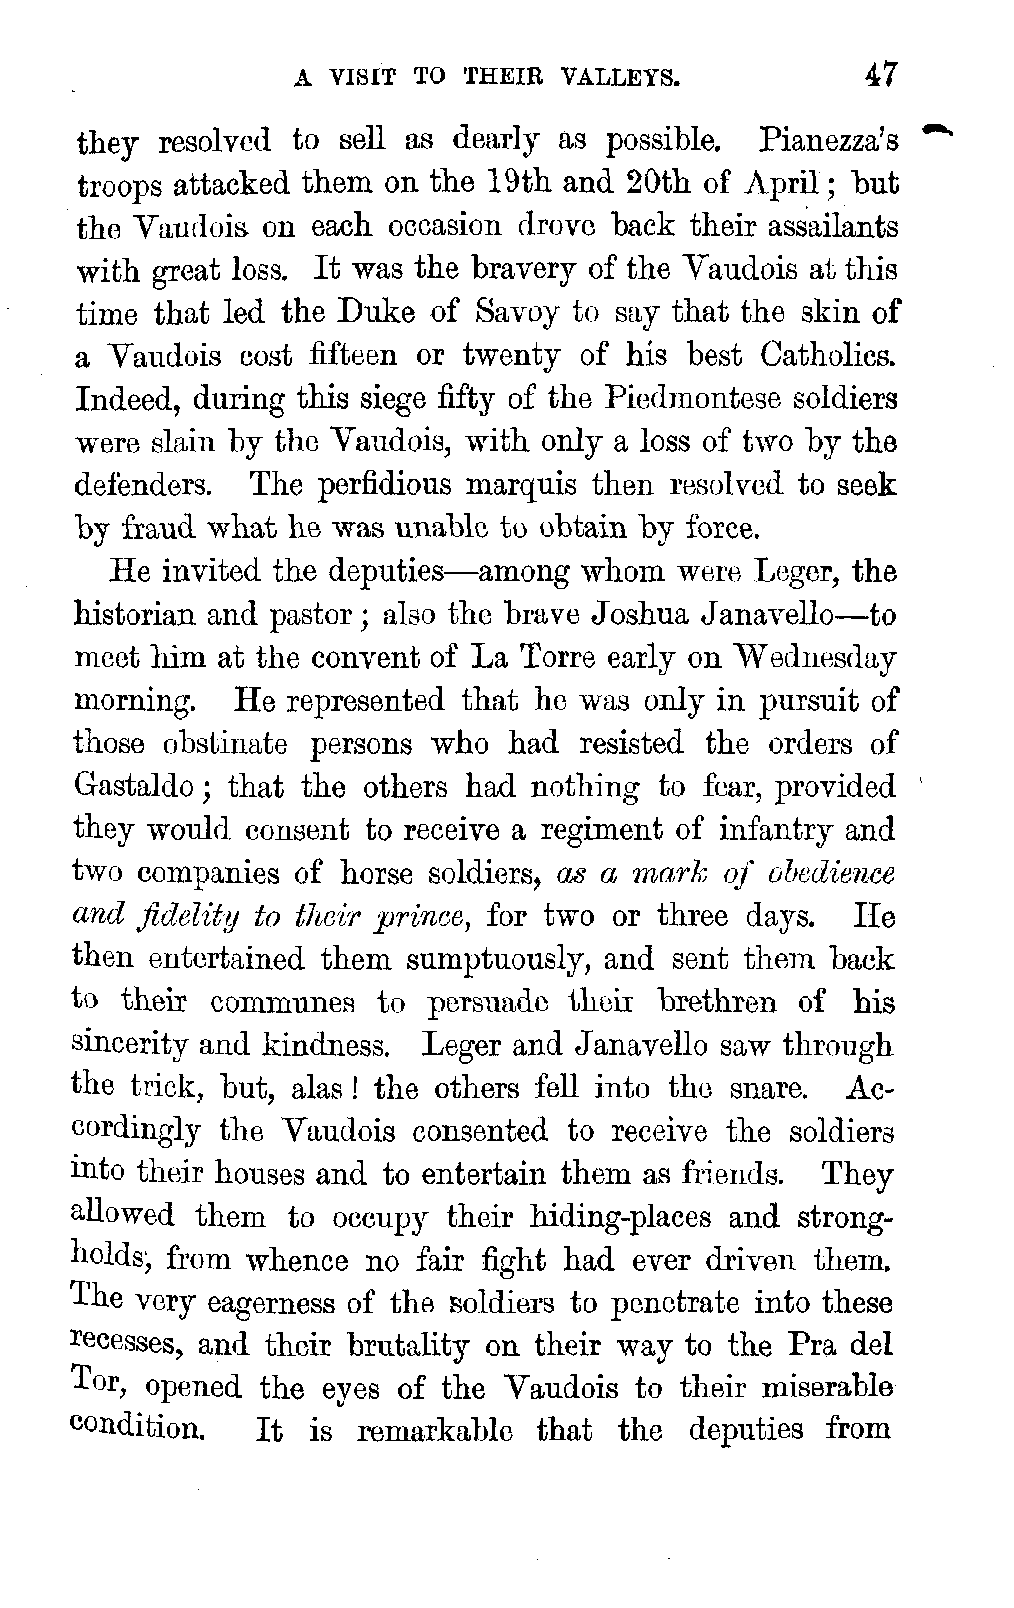 A VISIT TO THEIR VALLEYS. 47
they resolved to sell as dearly as possible. Pianezza's
troops attacked them on the 19th and 20th of April; but
the Vaudois on each occasion drove back their assailants
with great loss. It was the bravery of the Vaudois at this
time that led the Duke of Savoy to say that the skin of
a Vaudois cost fifteen or twenty of his best Catholics.
Indeed, during this siege fifty of the Piedmontese soldiers
were slain by the Vaudois, with only a loss of two by the
defenders. The perfidious marquis then resolved to seek
by fraud what he was unable to obtain by force.
He invited the deputies—among whom were Leger, the
historian and pastor; also the brave Joshua Janavello—to
meet him at the convent of La Torre early on Wednesday
morning. He represented that he was only in pursuit of
those obstinate persons who had resisted the orders of
Gastaldo; that the others had nothing to fear, provided
they would consent to receive a regiment of infantry and
two companies of horse soldiers, as a mark of obedience
and fidelity to their prince, for two or three days. He
then entertained them sumptuously, and sent them back
to their communes to persuade their brethren of his
sincerity and kindness. Leger and Janavello saw through
the trick, but, alas! the others fell into the snare. Ac-
cordingly the Vaudois consented to receive the soldiers
into their houses and to entertain them as friends. They
allowed them to occupy their hiding-places and strong-
holds, from whence no fair fight had ever driven them.
The very eagerness of the soldiers to penetrate into these
recesses, and their brutality on their way to the Pra del
Tor, opened the eyes of the Vaudois to their miserable
condition. It is remarkable that the deputies from